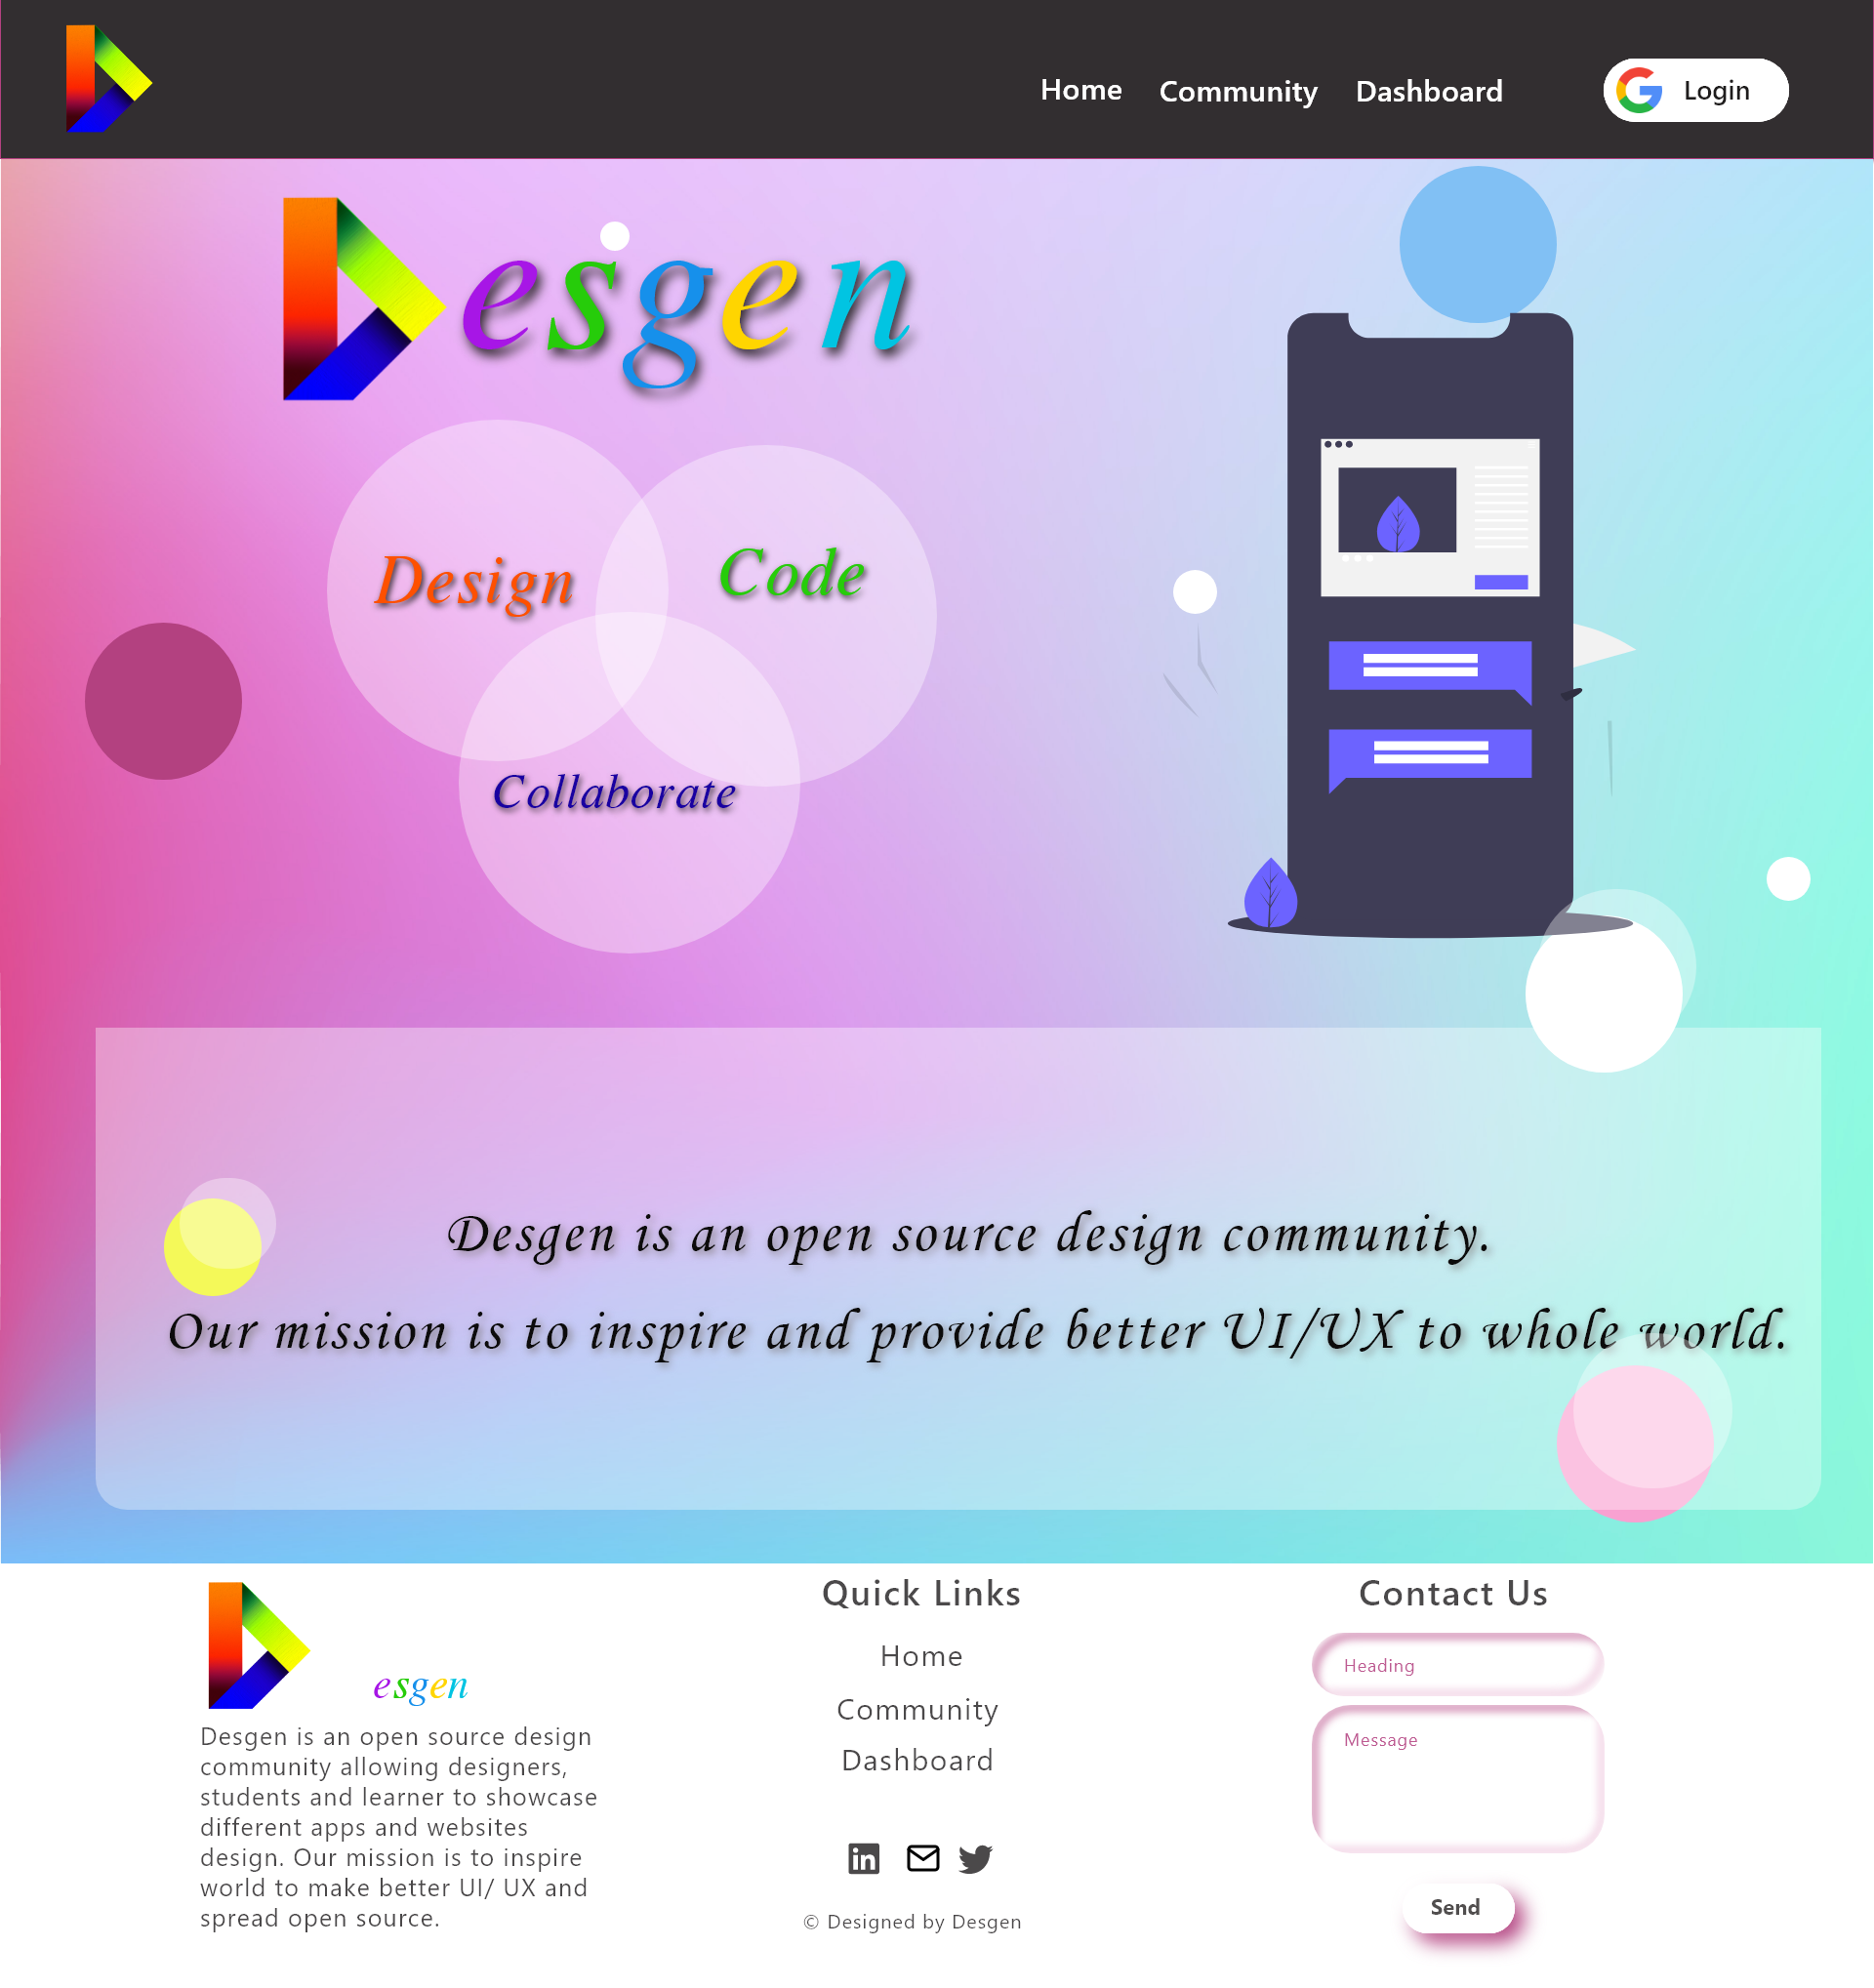 Home Community Dashboard Login
esgen
Design
Code
Collaborate
Desgen is an open source design community.
Our mission is to inspire and provide better UI/UX to whole world.
esgen
Desgen is an open source design
community allowing designers,
students and learner to showcase
different apps and websites
design. Our mission is to inspire
world to make better UI/ UX and
spread open source.
Quick Links
Home
Community
Dashboard
© Designed by Desgen
Contact Us
Heading
Message
Send